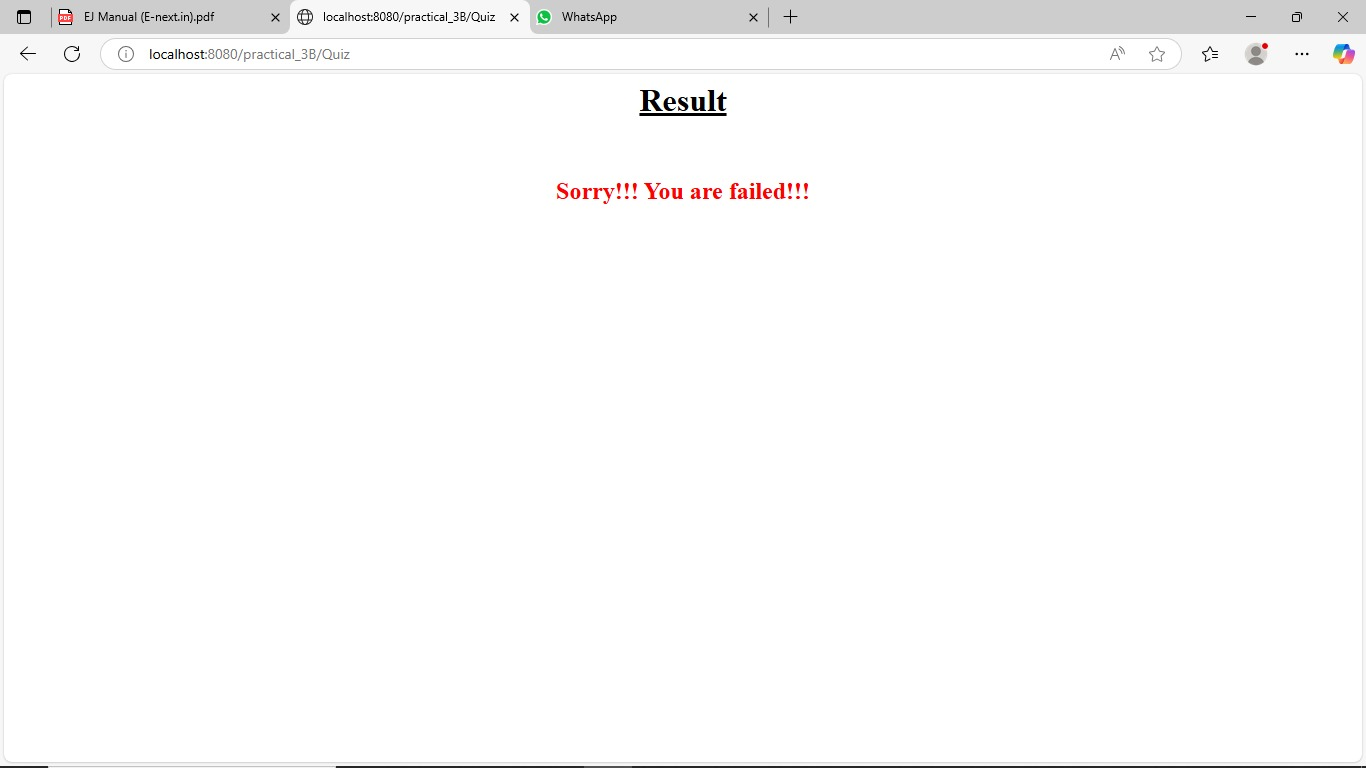 EJ Manual (E-next.in).pdf
localhost:8080/practical_3B/Quiz
WhatsApp
localhost:8080/practical_3B/Quiz
Result
Sorry!!! You are failed!!!